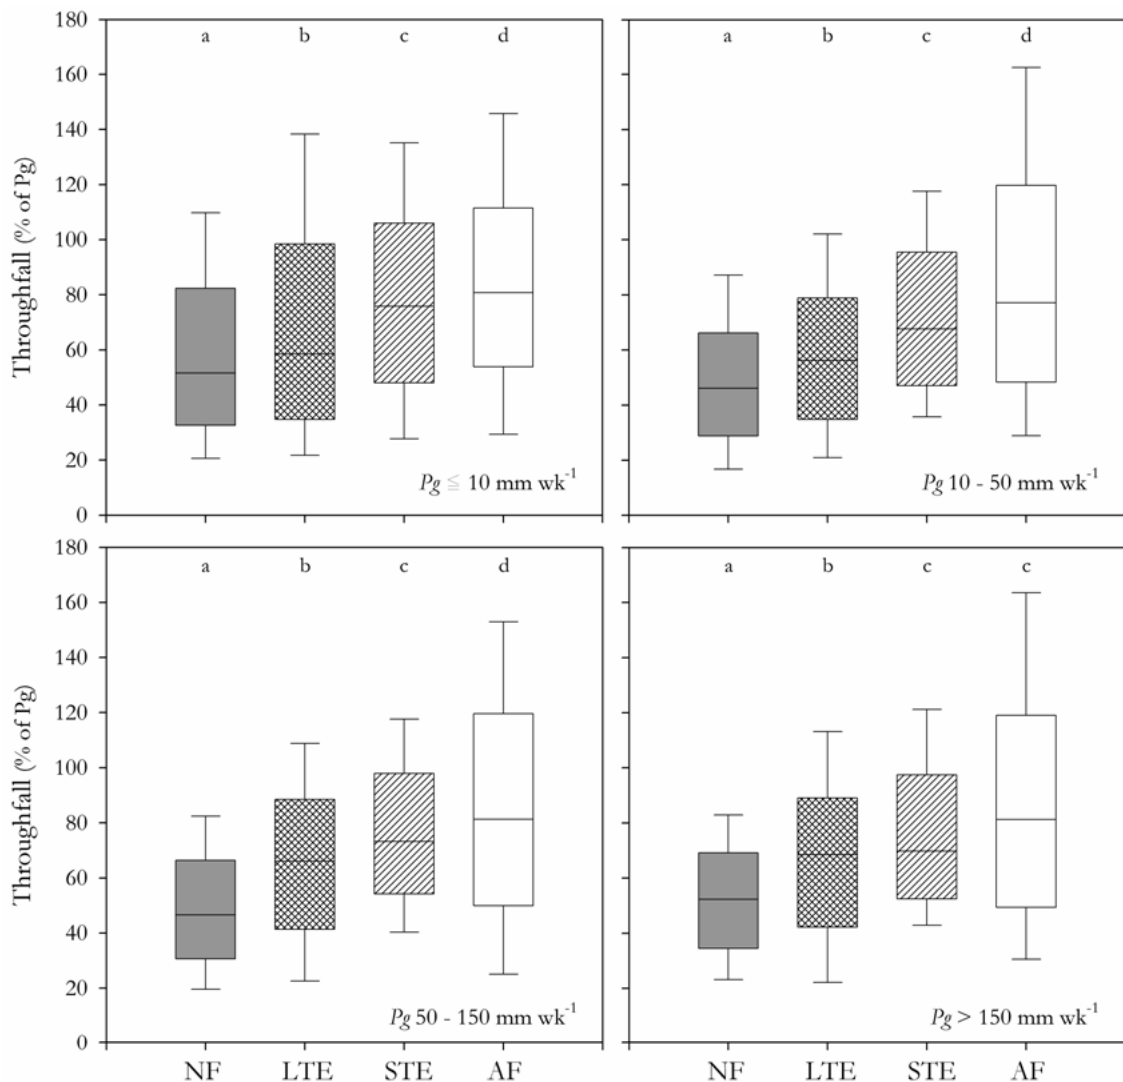 180
160
140
120
100
80
60
40
20
0
Throughfall (% of Pg)
a b c d
Pg ≦ 10 mm wk⁻¹
a b c d
Pg 10 - 50 mm wk⁻¹
180
160
140
120
100
80
60
40
20
0
Throughfall (% of Pg)
a b c d
Pg 50 - 150 mm wk⁻¹
NF LTE STE AF
a b c c
Pg > 150 mm wk⁻¹
NF LTE STE AF